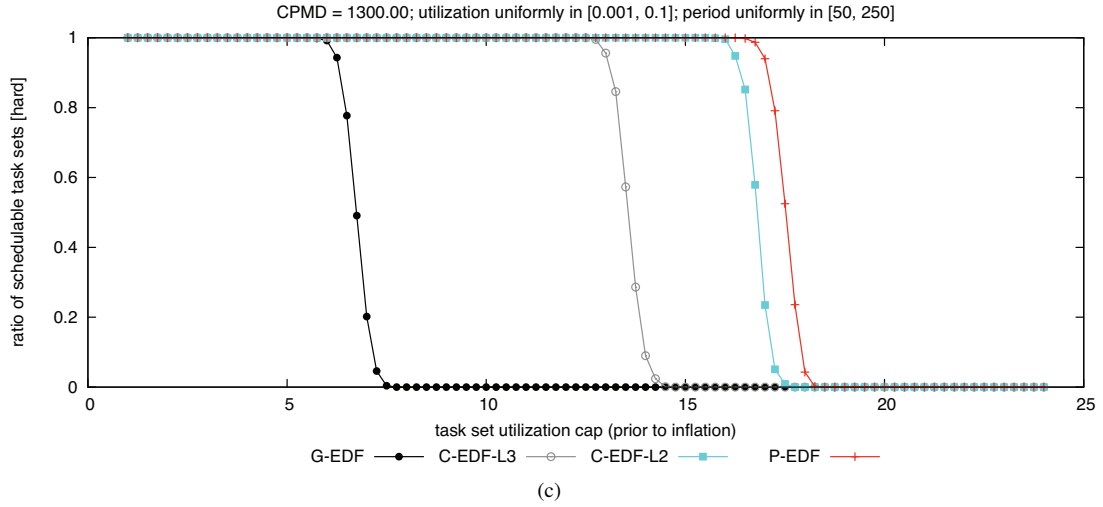 CPMD = 1300.00; utilization uniformly in [0.001, 0.1]; period uniformly in [50, 250]
1
0.8
0.6
0.4
0.2
0
ratio of schedulable task sets [hard]
0 5 10 15 20 25
task set utilization cap (prior to inflation)
G-EDF C-EDF-L3 C-EDF-L2 P-EDF
(c)